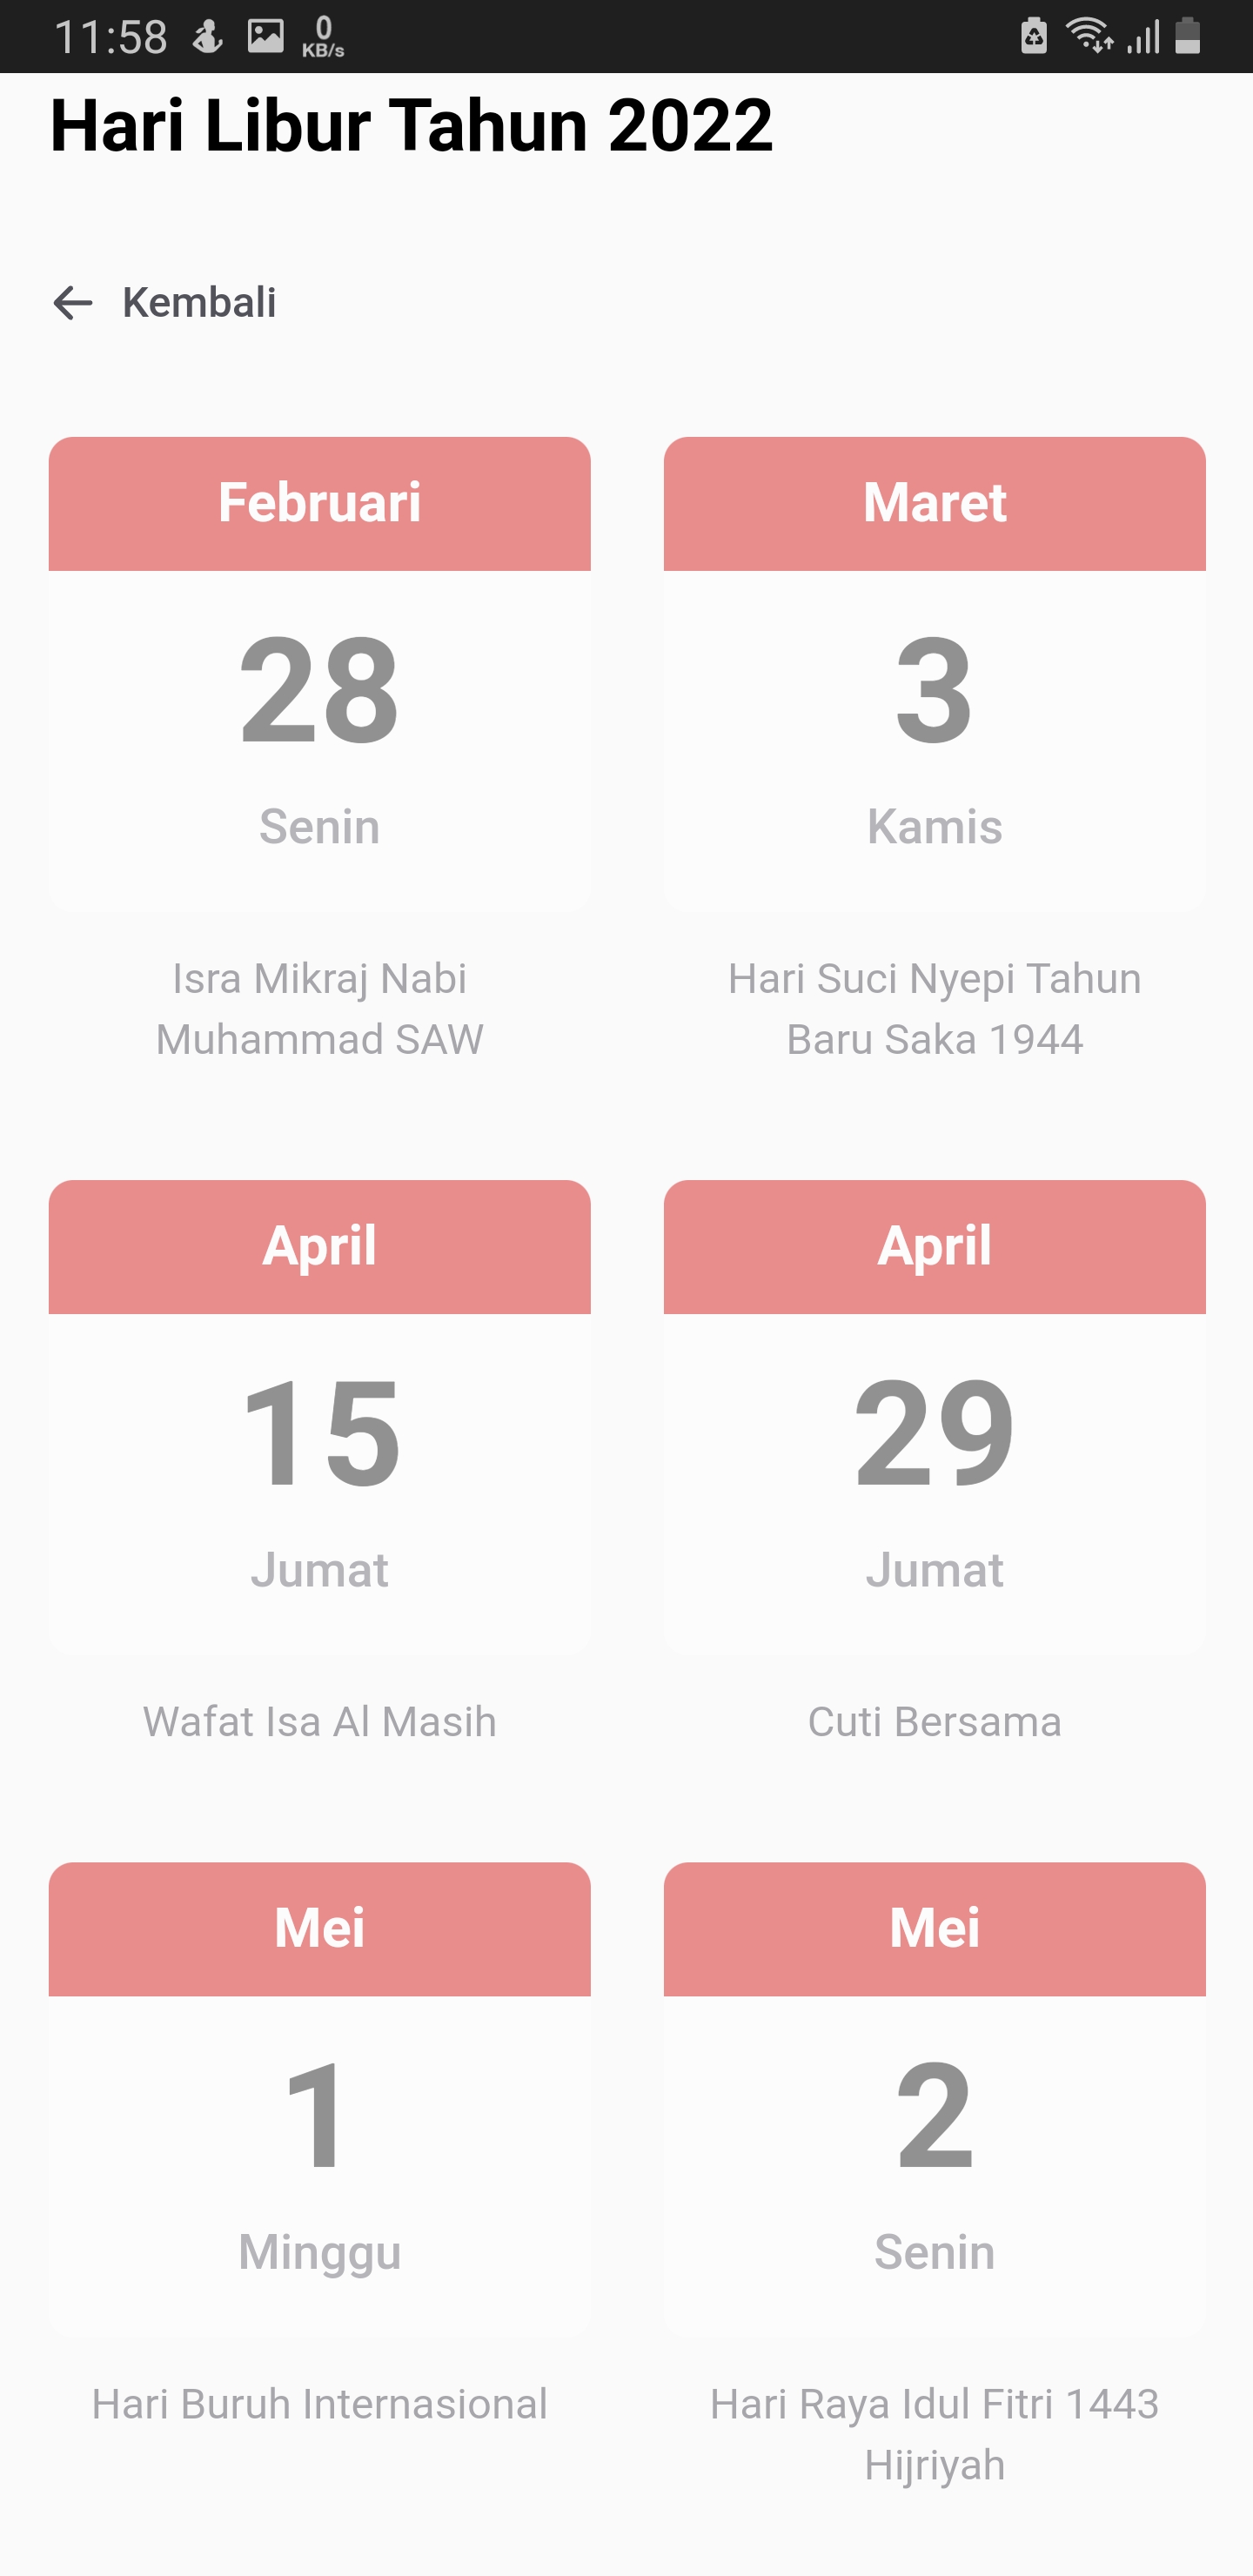 11:58
0
KB/s
Hari Libur Tahun 2022
Kembali
Februari
28
Senin
Isra Mikraj Nabi
Muhammad SAW
Maret
3
Kamis
Hari Suci Nyepi Tahun
Baru Saka 1944
April
15
Jumat
Wafat Isa Al Masih
April
29
Jumat
Cuti Bersama
Mei
1
Minggu
Hari Buruh Internasional
Mei
2
Senin
Hari Raya Idul Fitri 1443
Hijriyah